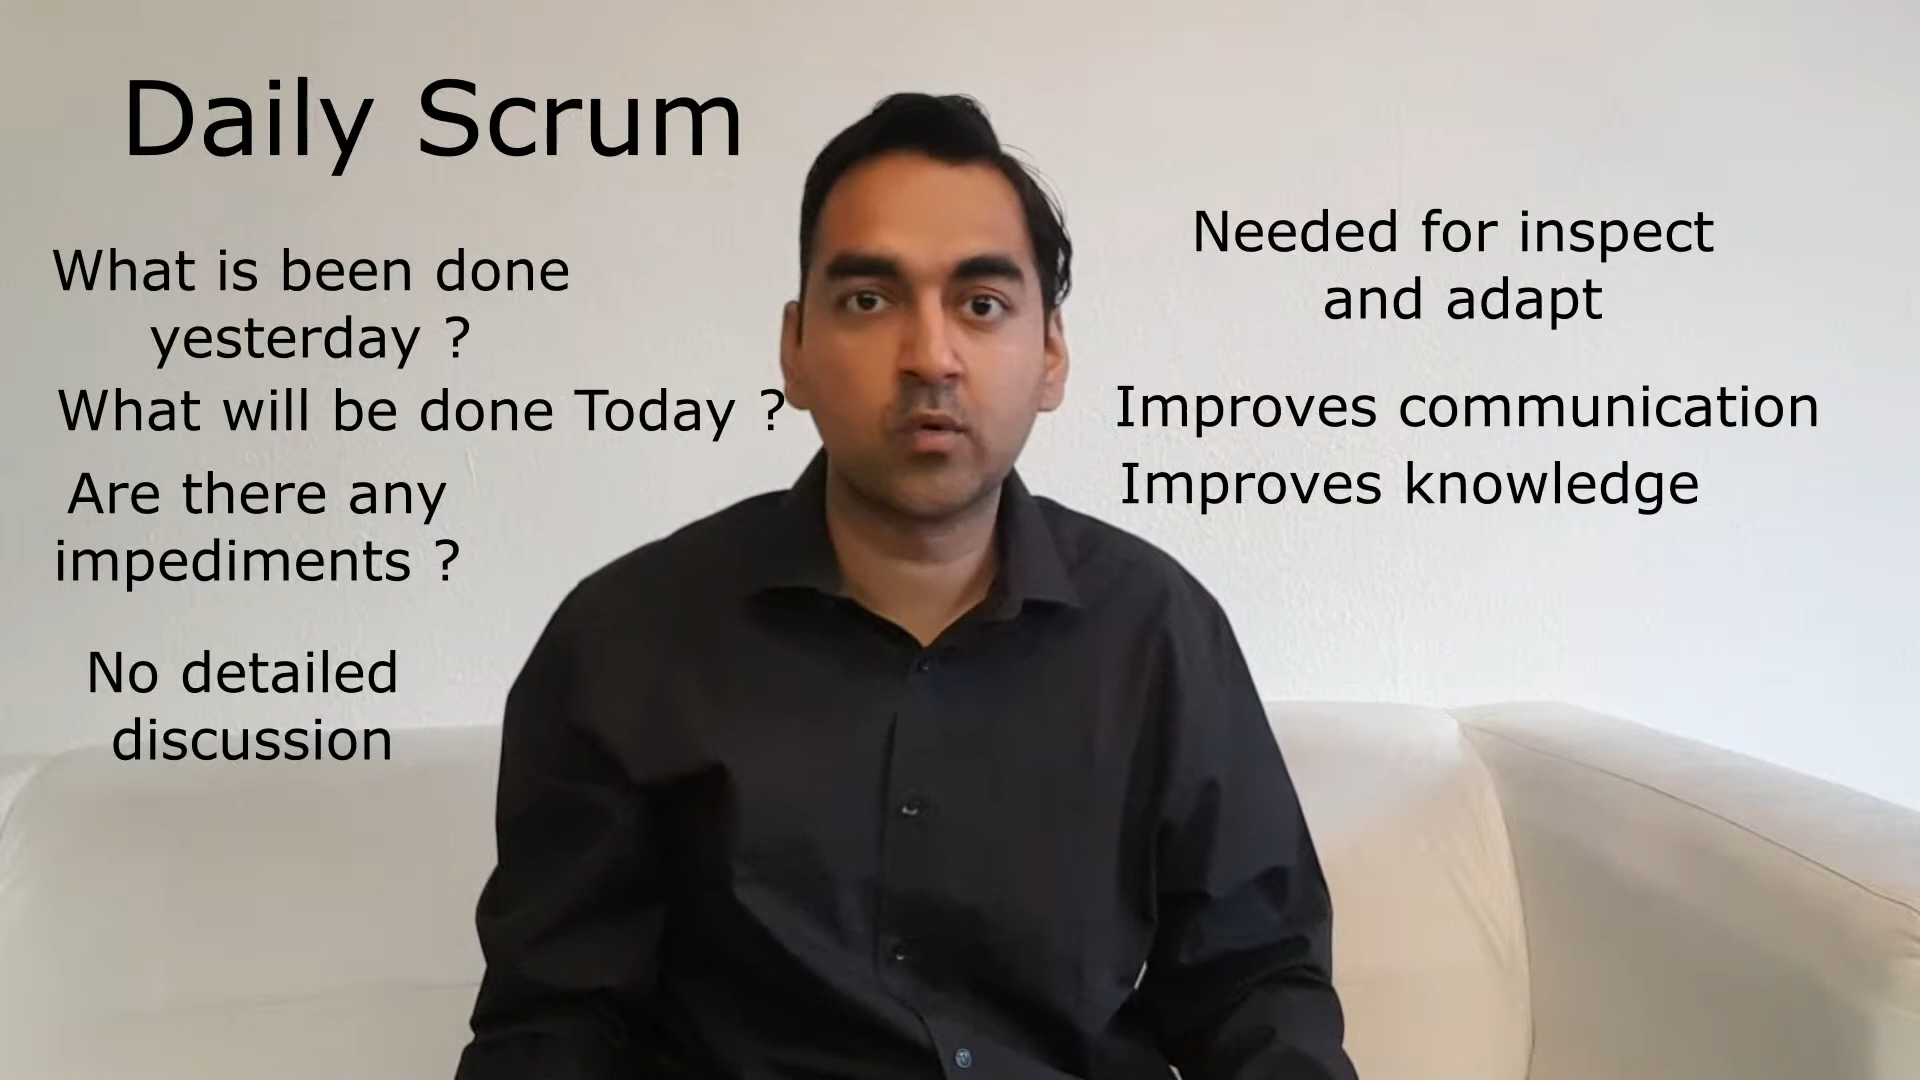 Daily Scrum
What is been done
yesterday ?
What will be done Today ?
Are there any
impediments ?
No detailed
discussion
Needed for inspect
and adapt
Improves communication
Improves knowledge